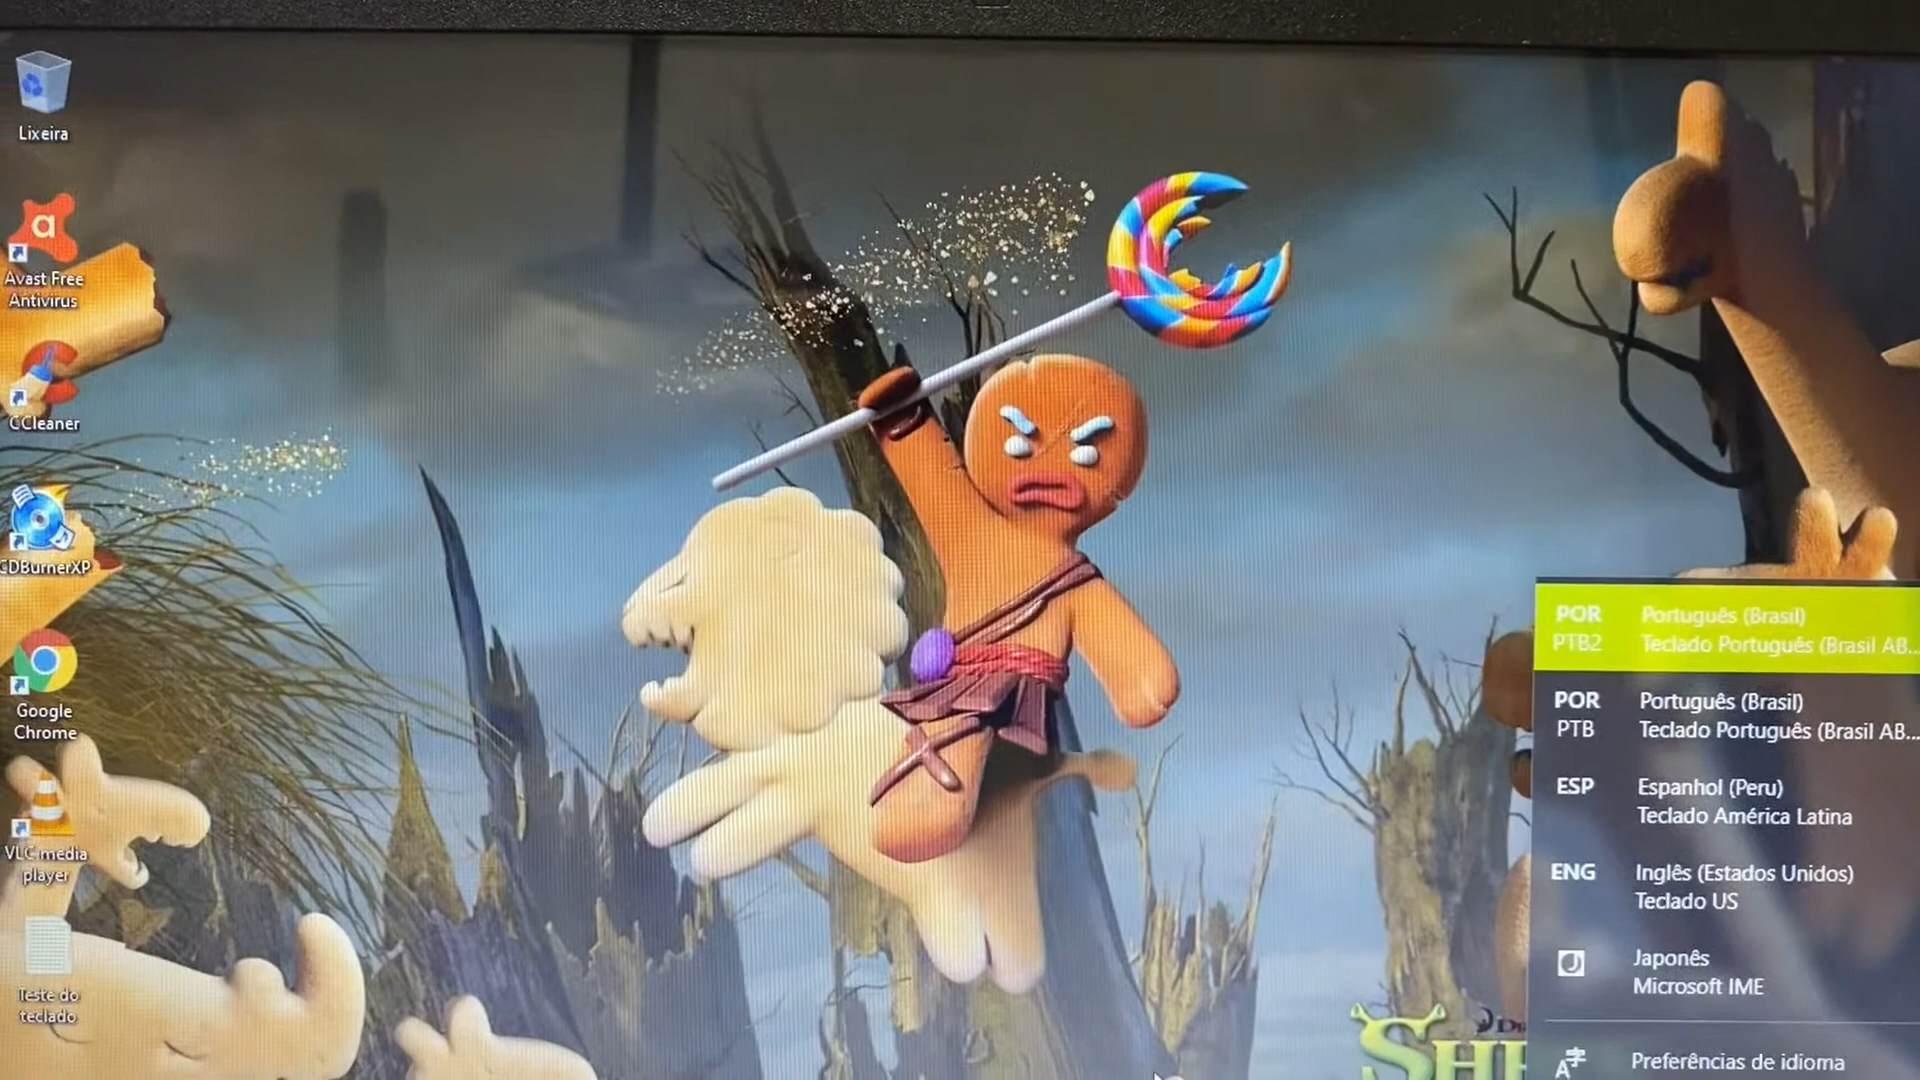 Lixeira
Avast Free
Antivirus
CCleaner
CDBurnerXP
Google
Chrome
VLC media
player
Teste do
teclado
POR Português (Brasil)
PTB2 Teclado Português (Brasil AB...
POR Português (Brasil)
PTB Teclado Português (Brasil AB...
ESP Espanhol (Peru)
Teclado América Latina
ENG Inglês (Estados Unidos)
Teclado US
J Japonês
Microsoft IME
Preferências de idioma